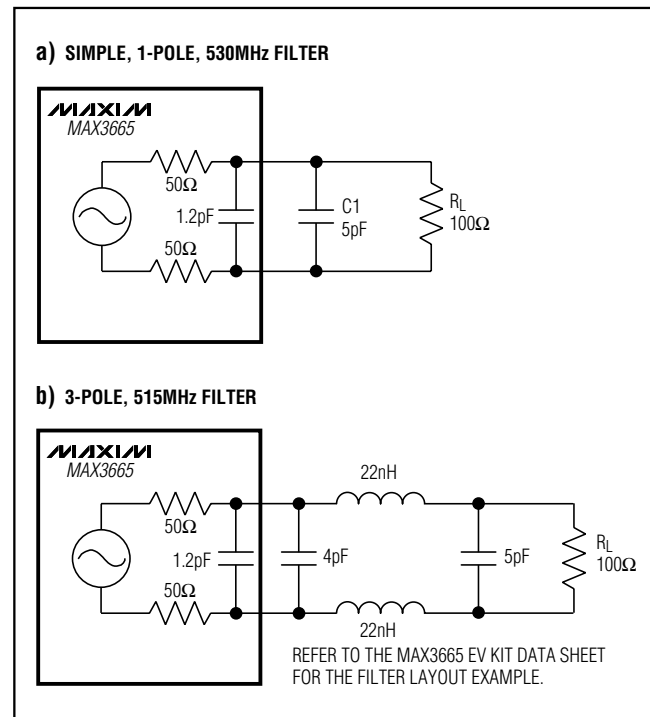 a) SIMPLE, 1-POLE, 530MHz FILTER
MAXIM
MAX3665
50Ω
1.2pF
C1
5pF
RL
100Ω
50Ω
b) 3-POLE, 515MHz FILTER
MAXIM
MAX3665
22nH
50Ω
1.2pF
4pF
5pF
RL
100Ω
50Ω
22nH
REFER TO THE MAX3665 EV KIT DATA SHEET
FOR THE FILTER LAYOUT EXAMPLE.